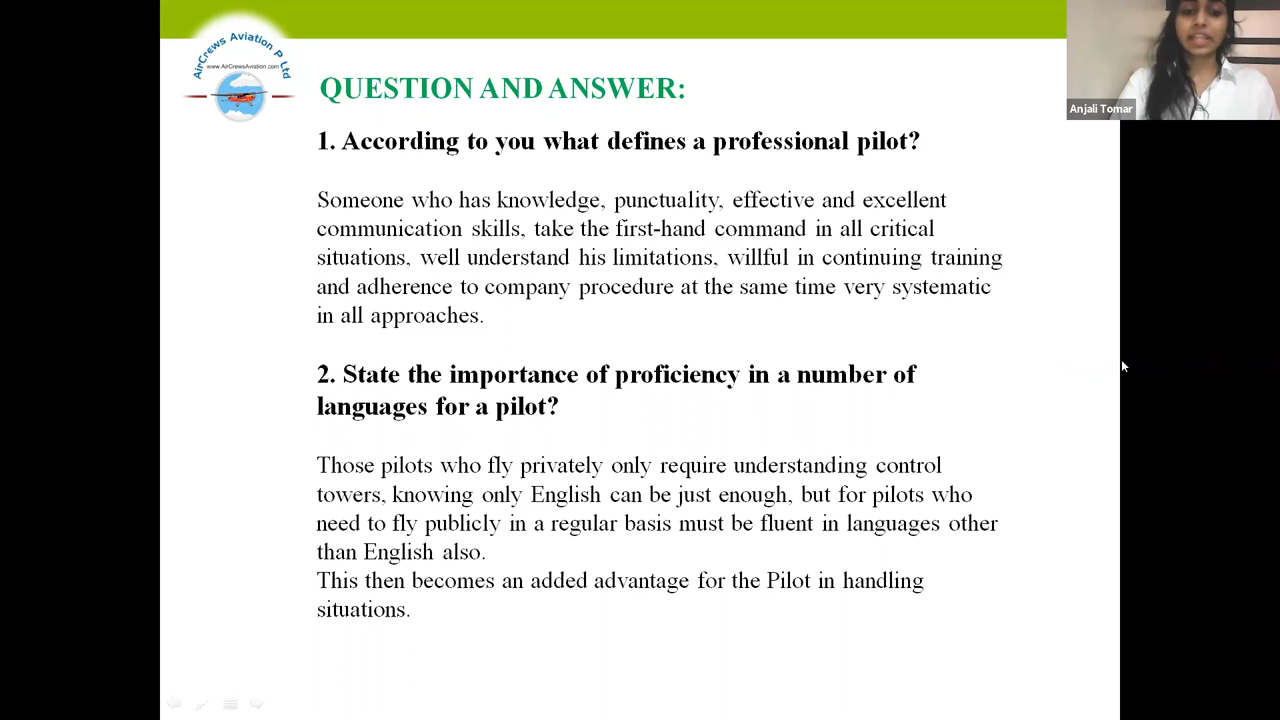 AirCrews Aviation P Ltd
www.AirCrewsAviation.com
QUESTION AND ANSWER:
Anjali Tomar
1. According to you what defines a professional pilot?
Someone who has knowledge, punctuality, effective and excellent
communication skills, take the first-hand command in all critical
situations, well understand his limitations, willful in continuing training
and adherence to company procedure at the same time very systematic
in all approaches.
2. State the importance of proficiency in a number of
languages for a pilot?
Those pilots who fly privately only require understanding control
towers, knowing only English can be just enough, but for pilots who
need to fly publicly in a regular basis must be fluent in languages other
than English also.
This then becomes an added advantage for the Pilot in handling
situations.